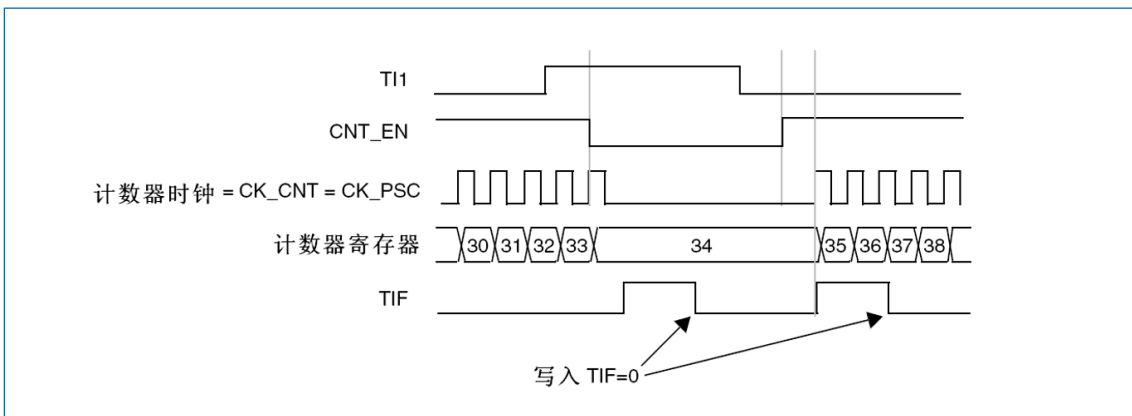 TI1
CNT_EN
计数器时钟 = CK_CNT = CK_PSC
计数器寄存器 30 31 32 33 34 35 36 37 38
TIF
写入 TIF=0